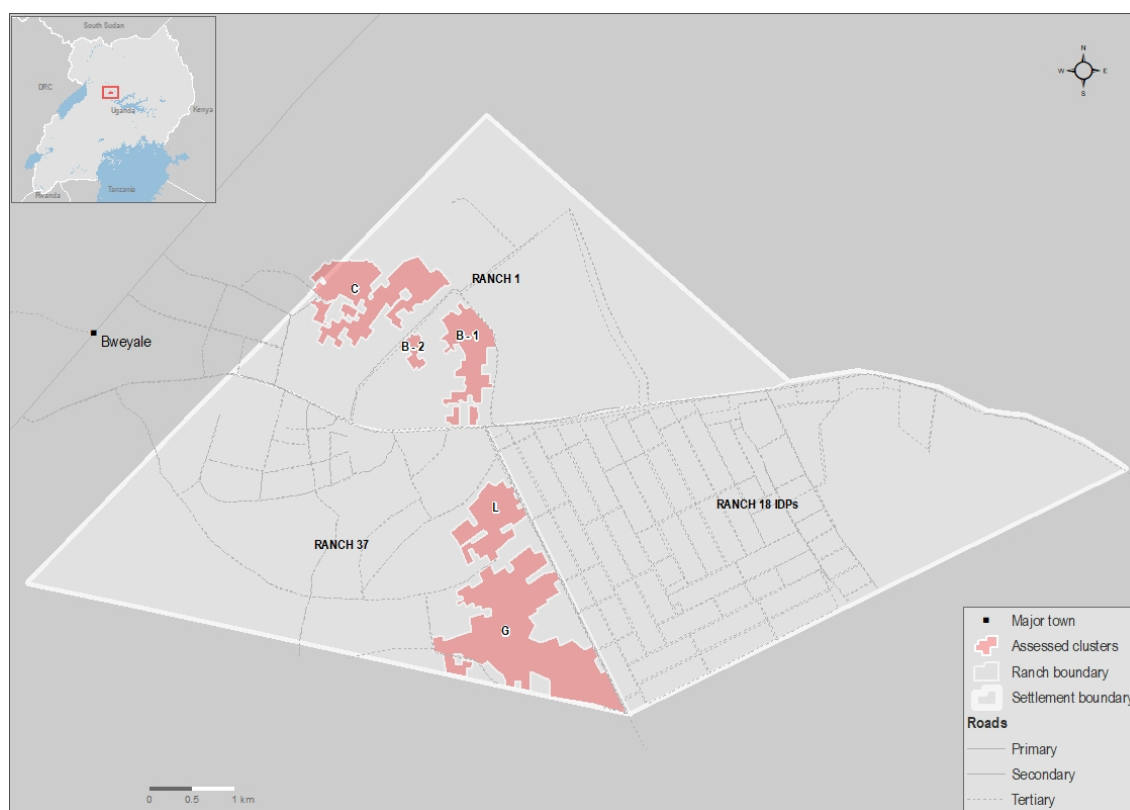 South Sudan
DRC
Uganda
Kenya
Rwanda
Tanzania
N
W
E
S
RANCH 1
C
B - 1
B - 2
Bweyale
L
RANCH 18 IDPs
RANCH 37
G
Major town
Assessed clusters
Ranch boundary
Settlement boundary
Roads
Primary
Secondary
Tertiary
0 0.5 1 km